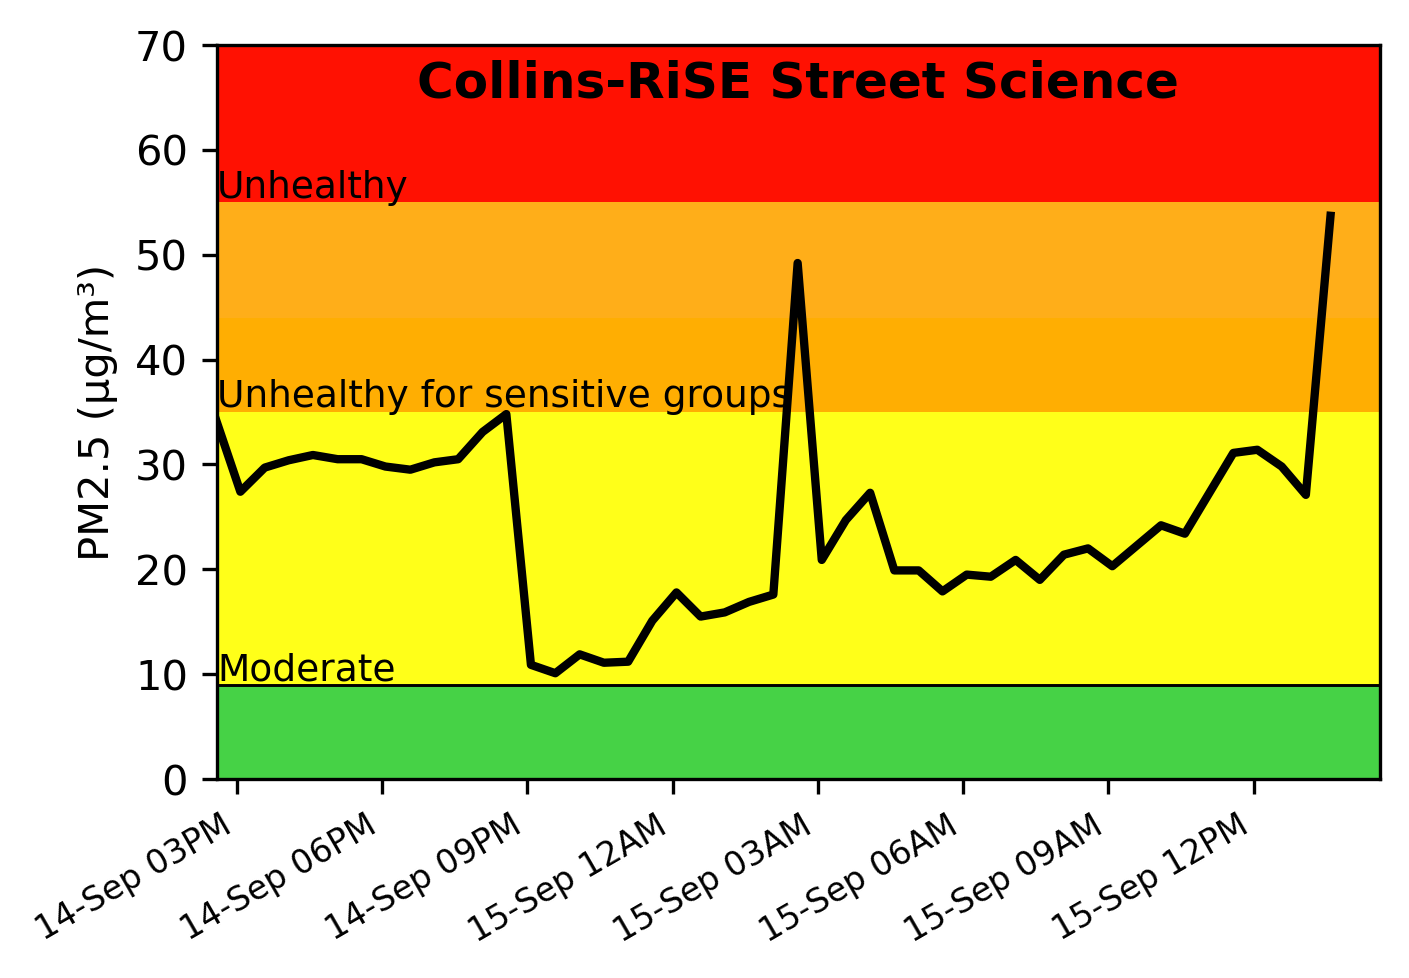 Collins-RiSE Street Science
70
60
50
40
30
20
10
0
PM2.5 (μg/m³)
Unhealthy
Unhealthy for sensitive groups
Moderate
14-Sep 03PM
14-Sep 06PM
14-Sep 09PM
15-Sep 12AM
15-Sep 03AM
15-Sep 06AM
15-Sep 09AM
15-Sep 12PM